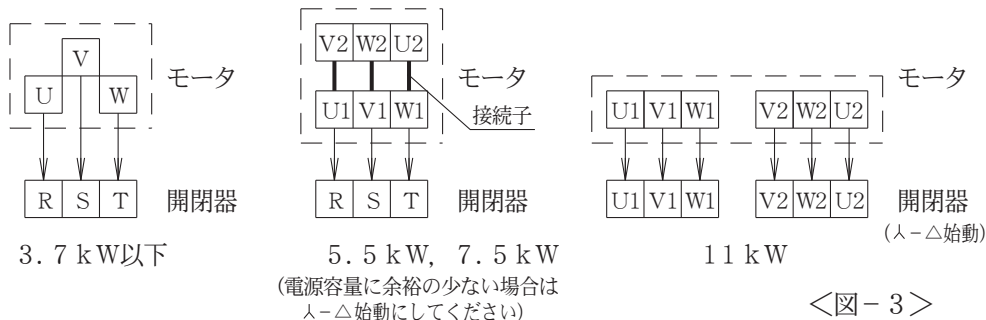 V
U W
モータ
R S T
開閉器
3.7kW以下
V2 W2 U2
モータ
U1 V1 W1
接続子
R S T
開閉器
5.5kW, 7.5kW
(電源容量に余裕の少ない場合は
人-△始動にしてください)
モータ
U1 V1 W1 V2 W2 U2
U1 V1 W1 V2 W2 U2
開閉器
(人-△始動)
11kW
<図-3>